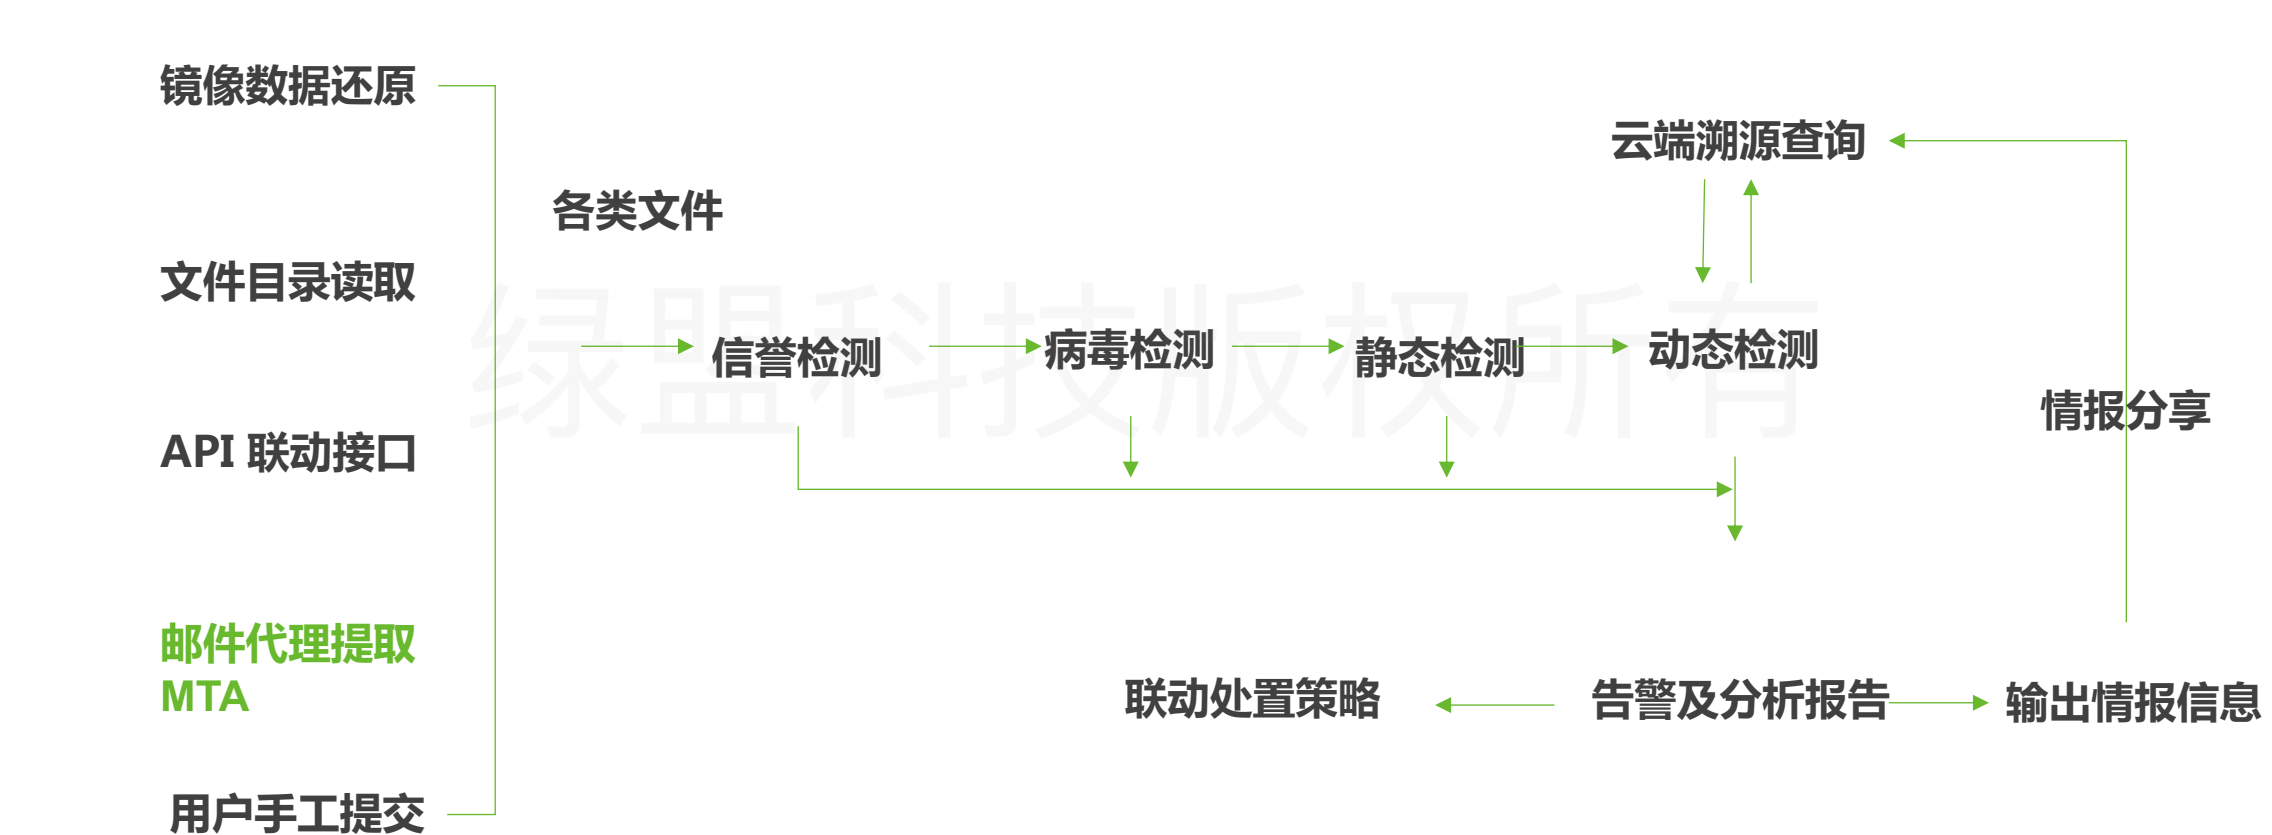 镜像数据还原
云端溯源查询
各类文件
文件目录读取
绿盟科技版权所有
信誉检测
病毒检测
静态检测
动态检测
情报分享
API 联动接口
邮件代理提取
MTA
联动处置策略
告警及分析报告
输出情报信息
用户手工提交